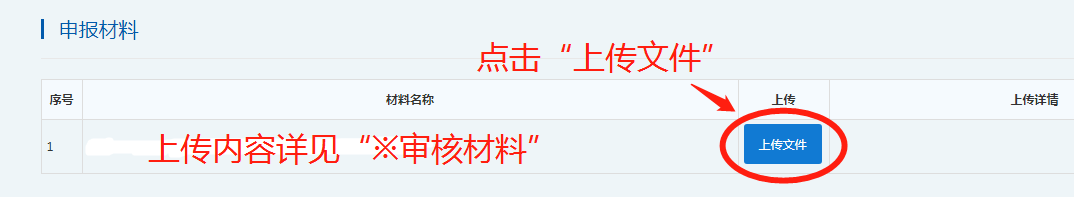 申报材料
点击“上传文件”
序号 材料名称 上传 上传详情
1 上传内容详见“※审核材料” 上传文件